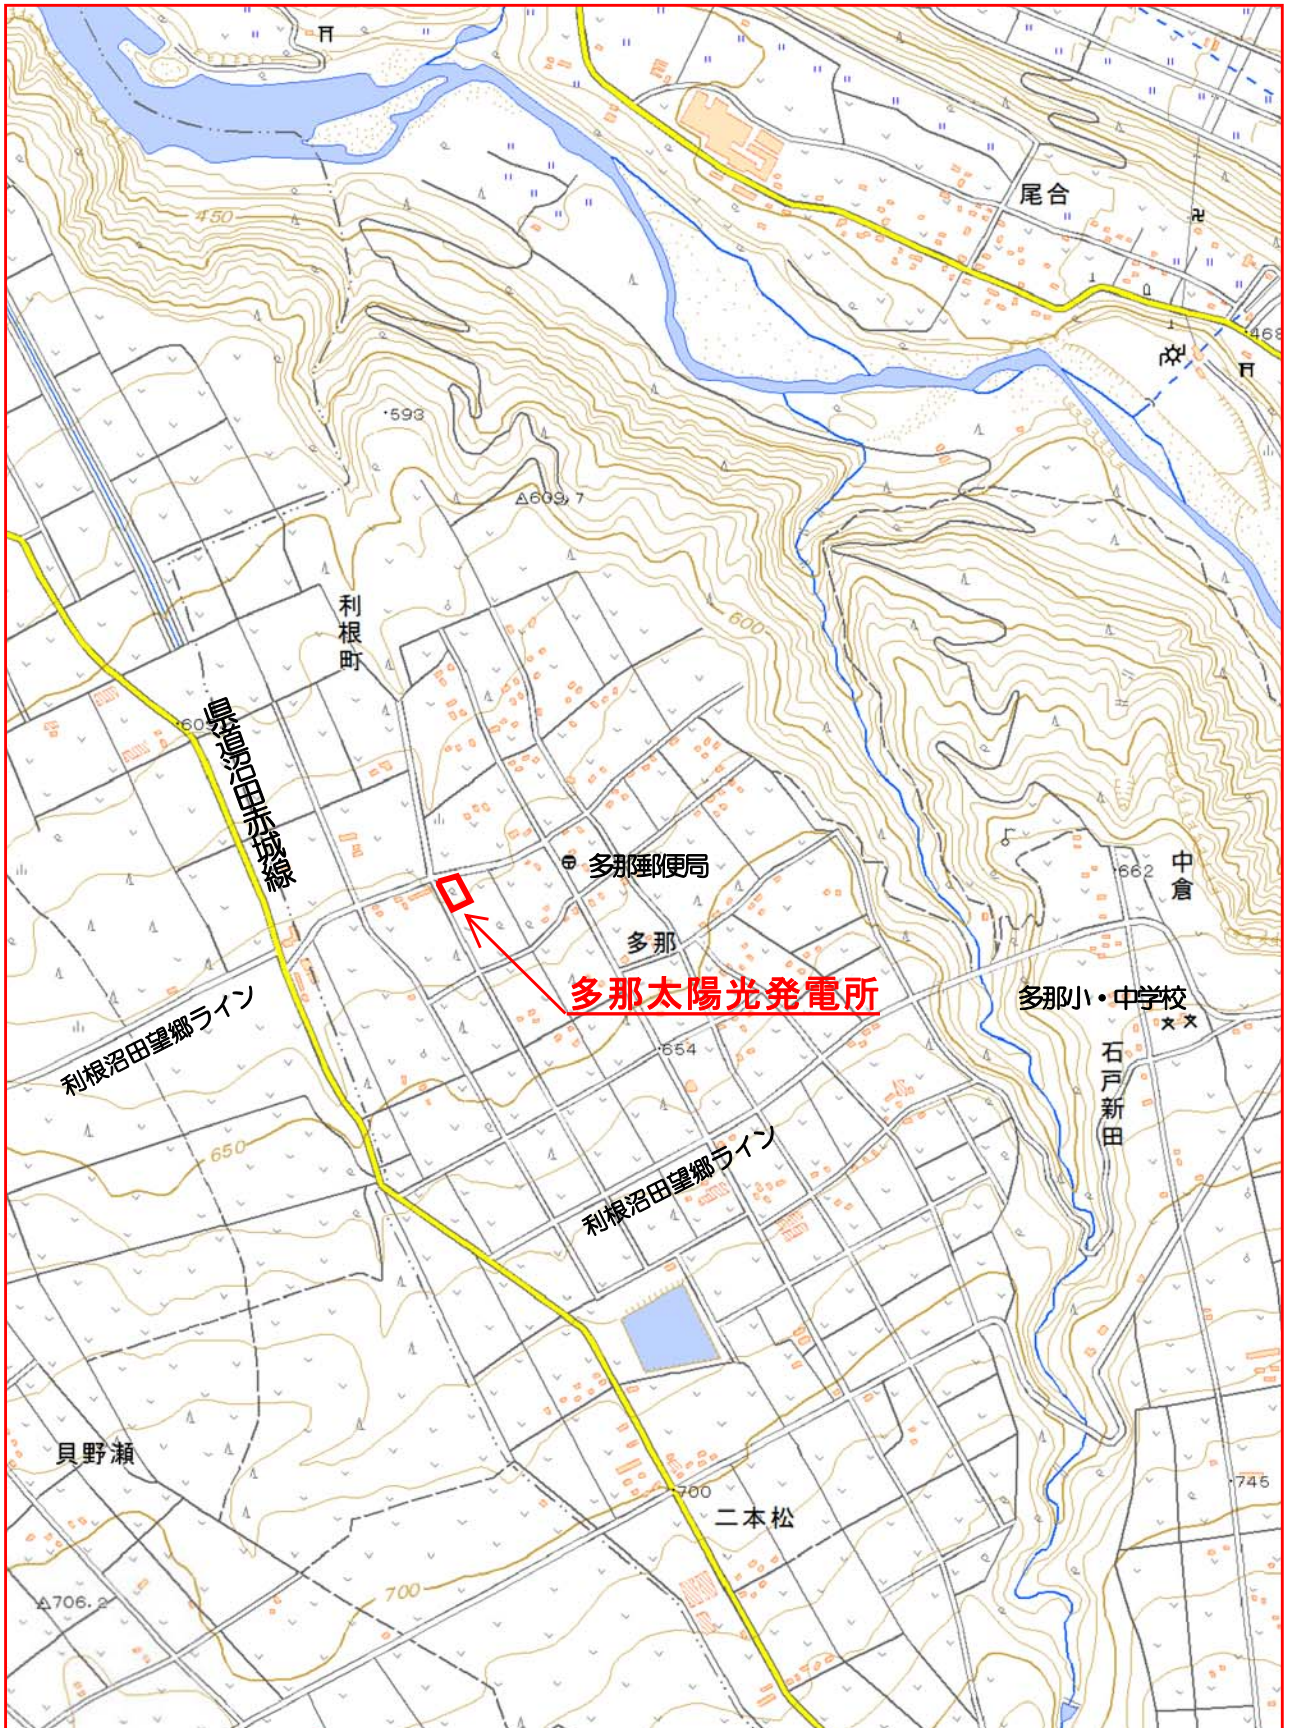 尾合
450
468
593
609.7
600
利根町
県道沼田赤城線
多那郵便局
662
中倉
多那
多那太陽光発電所
多那小・中学校
利根沼田望郷ライン
654
石戸新田
650
利根沼田望郷ライン
貝野瀬
745
700
二本松
700
706.2